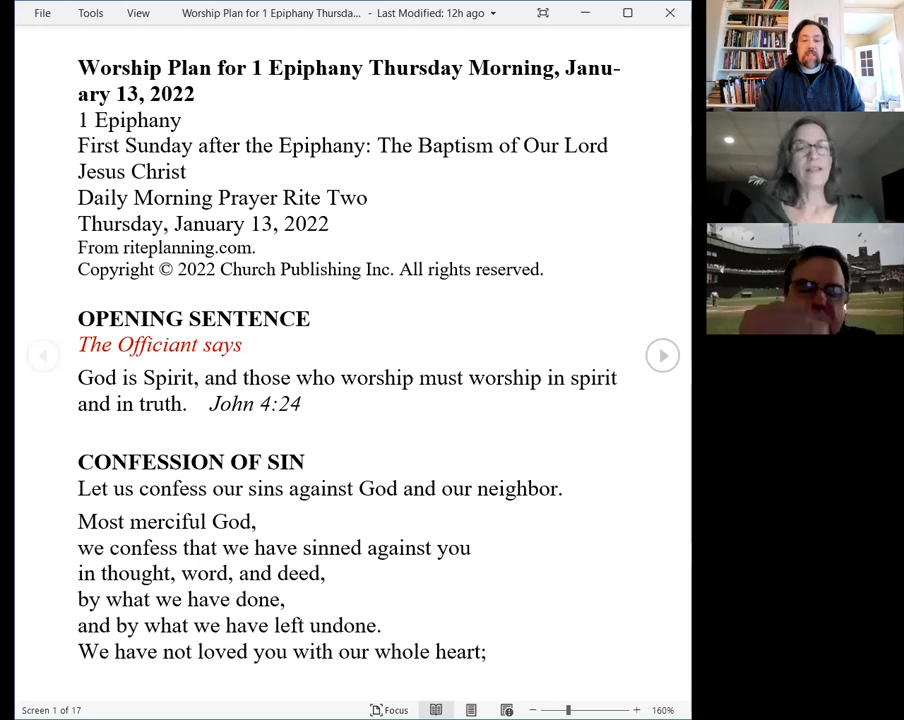 File Tools View Worship Plan for 1 Epiphany Thursda... - Last Modified: 12h ago
Worship Plan for 1 Epiphany Thursday Morning, Janu-
ary 13, 2022
1 Epiphany
First Sunday after the Epiphany: The Baptism of Our Lord
Jesus Christ
Daily Morning Prayer Rite Two
Thursday, January 13, 2022
From riteplanning.com.
Copyright © 2022 Church Publishing Inc. All rights reserved.
OPENING SENTENCE
The Officiant says
God is Spirit, and those who worship must worship in spirit
and in truth. John 4:24
CONFESSION OF SIN
Let us confess our sins against God and our neighbor.
Most merciful God,
we confess that we have sinned against you
in thought, word, and deed,
by what we have done,
and by what we have left undone.
We have not loved you with our whole heart;
Screen 1 of 17 Focus 160%